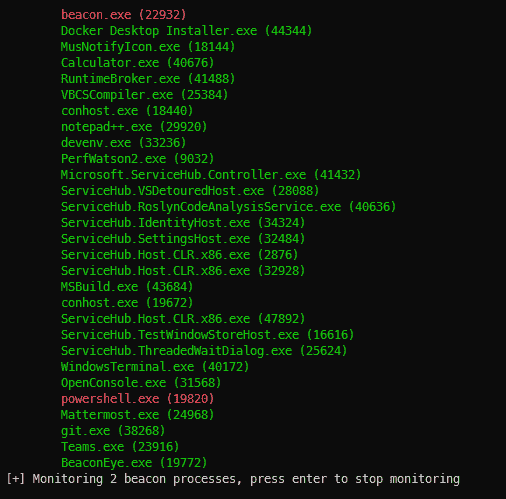 beacon.exe (22932)
Docker Desktop Installer.exe (44344)
MusNotifyIcon.exe (18144)
Calculator.exe (40676)
RuntimeBroker.exe (41488)
VBCSCompiler.exe (25384)
conhost.exe (18440)
notepad++.exe (29920)
devenv.exe (33236)
PerfWatson2.exe (9032)
Microsoft.ServiceHub.Controller.exe (41432)
ServiceHub.VSDetouredHost.exe (28088)
ServiceHub.RoslynCodeAnalysisService.exe (40636)
ServiceHub.IdentityHost.exe (34324)
ServiceHub.SettingsHost.exe (32484)
ServiceHub.Host.CLR.x86.exe (2876)
ServiceHub.Host.CLR.x86.exe (32928)
MSBuild.exe (43684)
conhost.exe (19672)
ServiceHub.Host.CLR.x86.exe (47892)
ServiceHub.TestWindowStoreHost.exe (16616)
ServiceHub.ThreadedWaitDialog.exe (25624)
WindowsTerminal.exe (40172)
OpenConsole.exe (31568)
powershell.exe (19820)
Mattermost.exe (24968)
git.exe (38268)
Teams.exe (23916)
BeaconEye.exe (19772)
[+] Monitoring 2 beacon processes, press enter to stop monitoring